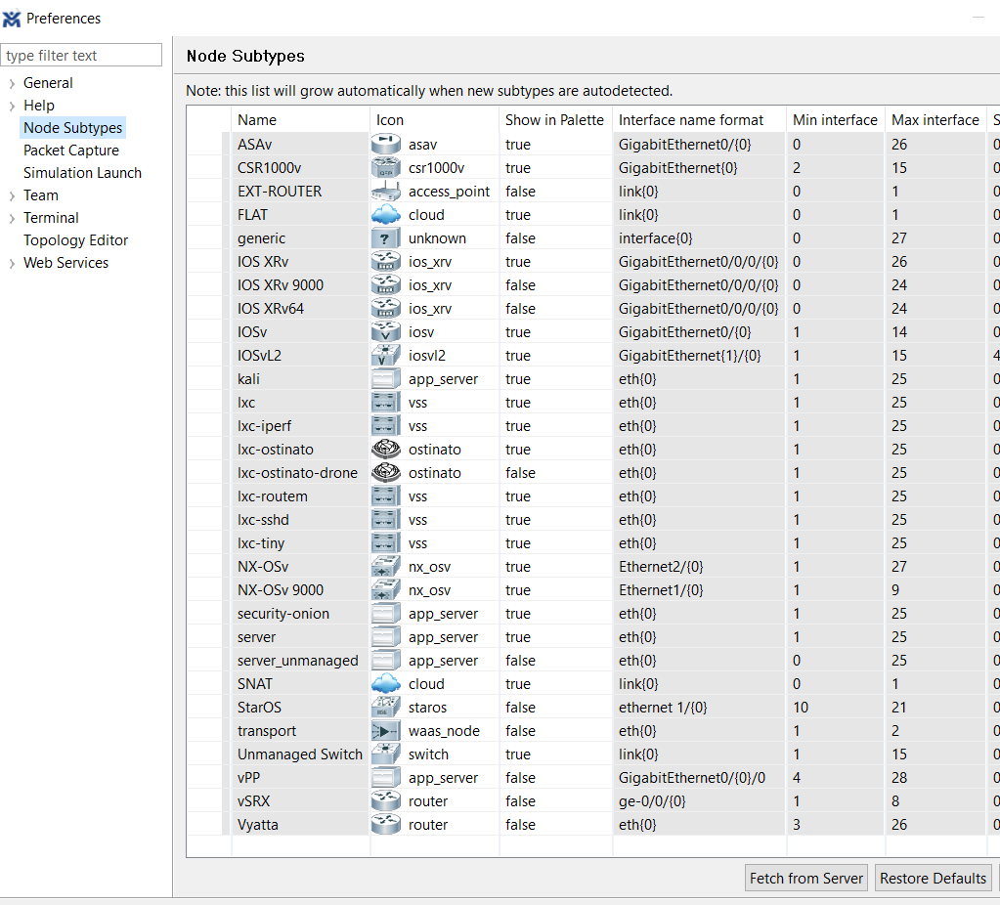 Preferences
type filter text
General
Help
Node Subtypes
Packet Capture
Simulation Launch
Team
Terminal
Topology Editor
Web Services
Node Subtypes
Note: this list will grow automatically when new subtypes are autodetected.
Name Icon Show in Palette Interface name format Min interface Max interface S
ASAv asav true GigabitEthernet0/{0} 0 26 0
CSR1000v csr1000v true GigabitEthernet{0} 2 15 0
EXT-ROUTER access_point false link{0} 0 1 0
FLAT cloud true link{0} 0 1 0
generic ? unknown false interface{0} 0 27 0
IOS XRv ios_xrv true GigabitEthernet0/0/0/{0} 0 26 0
IOS XRv 9000 ios_xrv false GigabitEthernet0/0/0/{0} 0 24 0
IOS XRv64 ios_xrv false GigabitEthernet0/0/0/{0} 0 24 0
IOSv V iosv true GigabitEthernet0/{0} 1 14 0
IOSvL2 V iosvl2 true GigabitEthernet{1}/{0} 1 15 4
kali app_server true eth{0} 1 25 0
lxc vss true eth{0} 1 25 0
lxc-iperf vss true eth{0} 1 25 0
lxc-ostinato ostinato true eth{0} 1 25 0
lxc-ostinato-drone ostinato false eth{0} 1 25 0
lxc-routem vss true eth{0} 1 25 0
lxc-sshd vss true eth{0} 1 25 0
lxc-tiny vss true eth{0} 1 25 0
NX-OSv nx_osv true Ethernet2/{0} 1 27 0
NX-OSv 9000 nx_osv true Ethernet1/{0} 1 9 0
security-onion app_server true eth{0} 1 25 0
server app_server true eth{0} 1 25 0
server_unmanaged app_server false eth{0} 0 25 0
SNAT cloud true link{0} 0 1 0
StarOS staros false ethernet 1/{0} 10 21 0
transport waas_node false eth{0} 1 2 0
Unmanaged Switch switch true link{0} 1 15 0
vPP app_server false GigabitEthernet0/{0}/0 4 28 0
vSRX router false ge-0/0/{0} 1 8 0
Vyatta router false eth{0} 3 26 0
Fetch from Server Restore Defaults